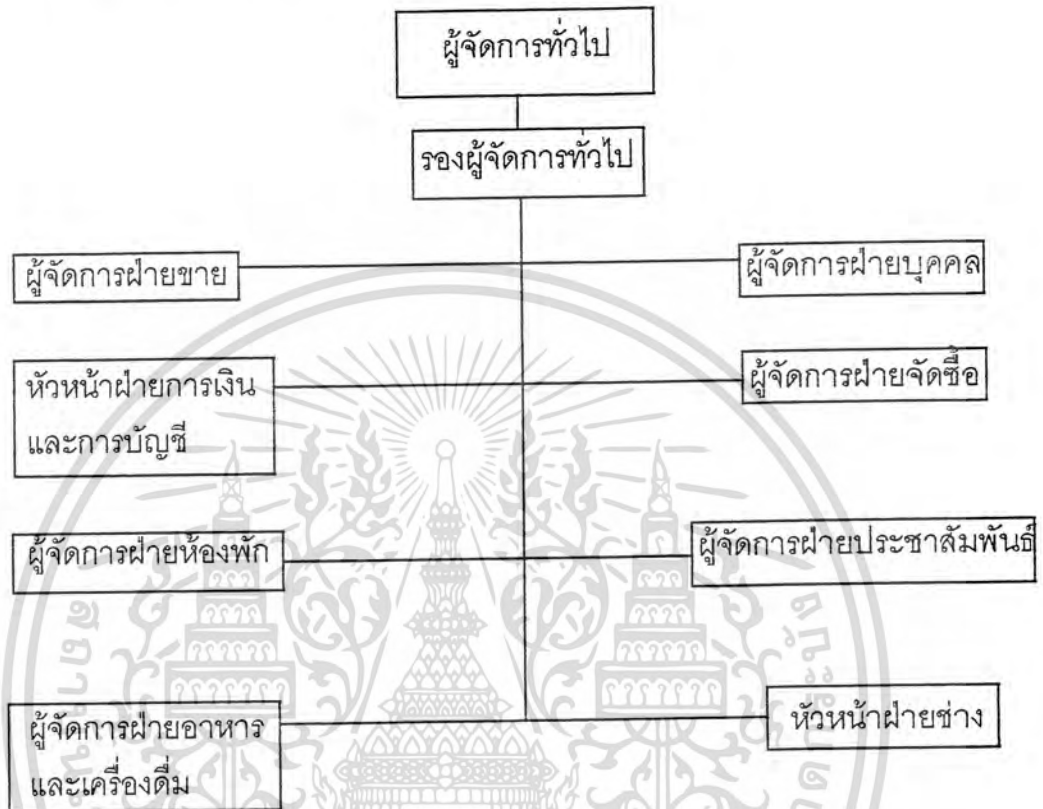 ผู้จัดการทั่วไป
รองผู้จัดการทั่วไป
ผู้จัดการฝ่ายขาย
ผู้จัดการฝ่ายบุคคล
หัวหน้าฝ่ายการเงิน
และการบัญชี
ผู้จัดการฝ่ายจัดซื้อ
ผู้จัดการฝ่ายห้องพัก
ผู้จัดการฝ่ายประชาสัมพันธ์
ผู้จัดการฝ่ายอาหาร
และเครื่องดื่ม
หัวหน้าฝ่ายช่าง